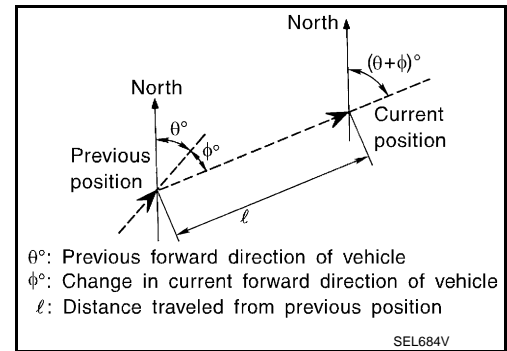 North
(θ+ϕ)°
North
θ°
ϕ°
Current
position
Previous
position
ℓ
θ°: Previous forward direction of vehicle
ϕ°: Change in current forward direction of vehicle
ℓ: Distance traveled from previous position
SEL684V